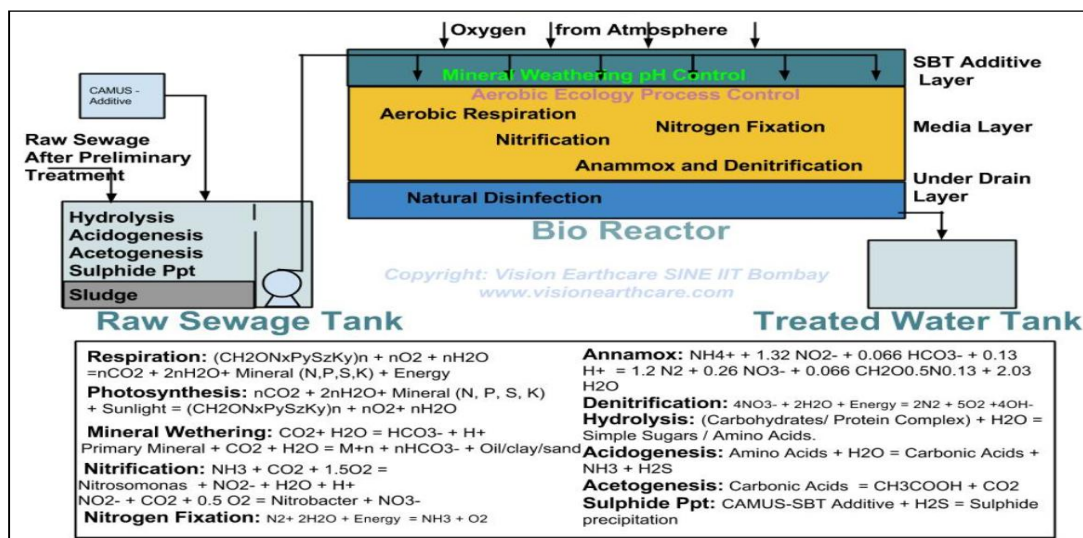 Oxygen from Atmosphere
SBT Additive
Layer
Mineral Weathering pH Control
CAMUS -
Additive
Aerobic Ecology Process Control
Aerobic Respiration
Nitrogen Fixation
Nitrification
Media Layer
Raw Sewage
After Preliminary
Treatment
Anammox and Denitrification
Under Drain
Layer
Natural Disinfection
Hydrolysis
Acidogenesis
Acetogenesis
Sulphide Ppt
Sludge
Bio Reactor
Copyright: Vision Earthcare SINE IIT Bombay
www.visionearthcare.com
Raw Sewage Tank
Treated Water Tank
Respiration: (CH2ONxPySzKy)n + nO2 + nH2O
=nCO2 + 2nH2O+ Mineral (N,P,S,K) + Energy
Photosynthesis: nCO2 + 2nH2O+ Mineral (N, P, S, K)
+ Sunlight = (CH2ONxPySzKy)n + nO2+ nH2O
Mineral Wethering: CO2+ H2O = HCO3- + H+
Primary Mineral + CO2 + H2O = M+n + nHCO3- + Oil/clay/sand
Nitrification: NH3 + CO2 + 1.5O2 =
Nitrosomonas + NO2- + H2O + H+
NO2- + CO2 + 0.5 O2 = Nitrobacter + NO3-
Nitrogen Fixation: N2+ 2H2O + Energy = NH3 + O2
Annamox: NH4+ + 1.32 NO2- + 0.066 HCO3- + 0.13
H+ = 1.2 N2 + 0.26 NO3- + 0.066 CH2O0.5N0.13 + 2.03
H2O
Denitrification: 4NO3- + 2H2O + Energy = 2N2 + 5O2 +4OH-
Hydrolysis: (Carbohydrates/ Protein Complex) + H2O =
Simple Sugars / Amino Acids.
Acidogenesis: Amino Acids + H2O = Carbonic Acids +
NH3 + H2S
Acetogenesis: Carbonic Acids = CH3COOH + CO2
Sulphide Ppt: CAMUS-SBT Additive + H2S = Sulphide
precipitation